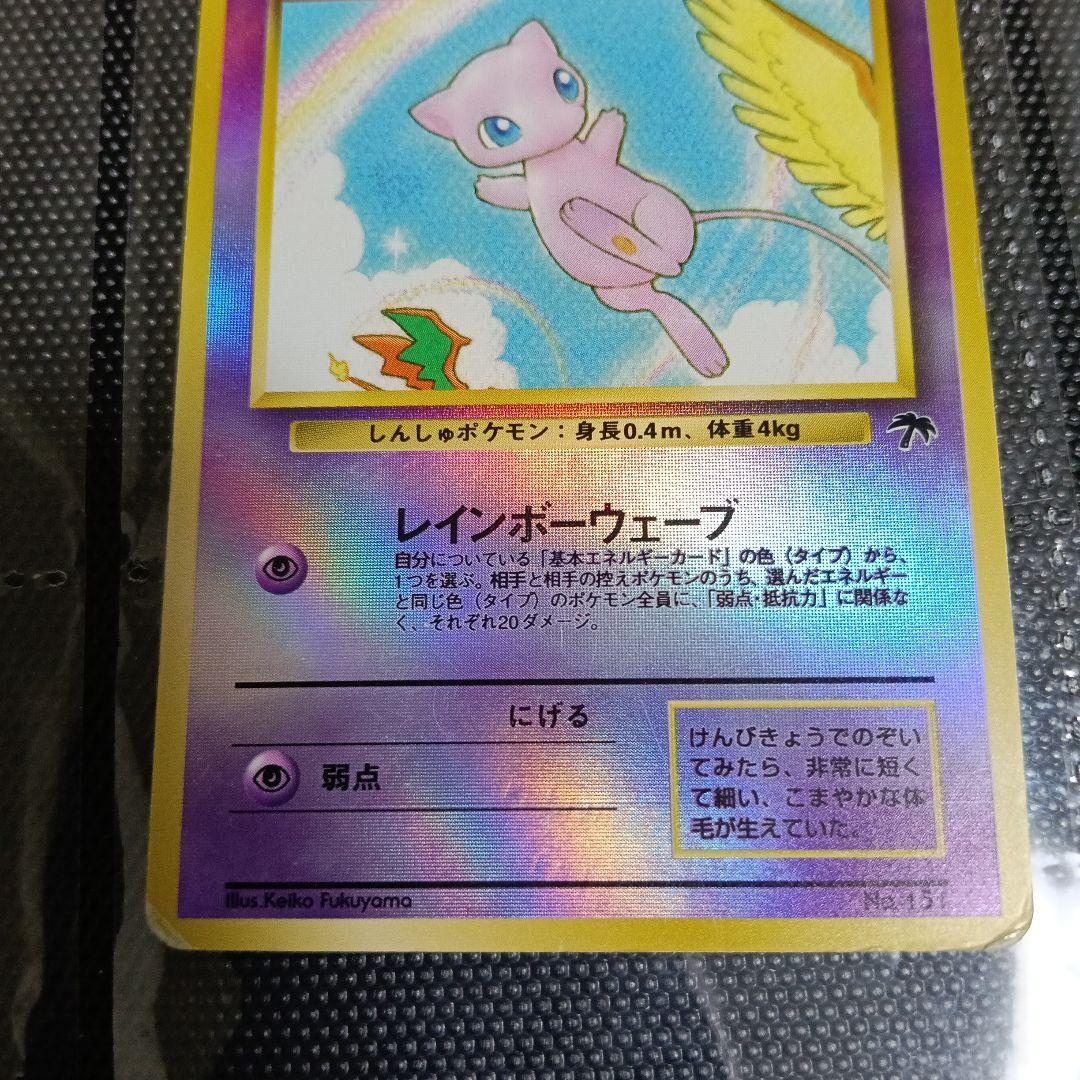 しんしゅポケモン：身長0.4m、体重4kg
レインボーウェーブ
自分についている「基本エネルギーカード」の色（タイプ）から、
1つを選ぶ。相手と相手の控えポケモンのうち、選んだエネルギー
と同じ色（タイプ）のポケモン全員に、「弱点・抵抗力」に関係な
く、それぞれ20ダメージ。
にげる
弱点
けんびきょうでのぞい
てみたら、非常に短く
て細い、こまやかな体
毛が生えていた。
Illus.Keiko Fukuyama
No.151